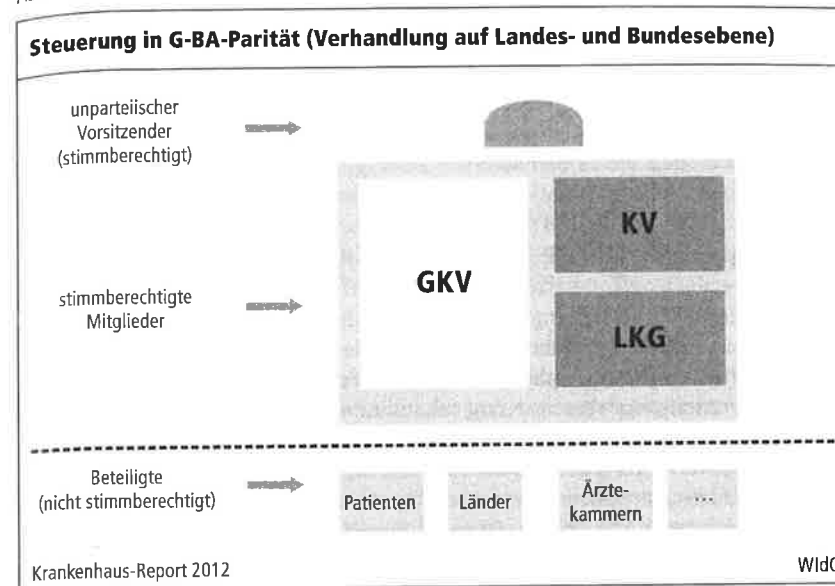 Steuerung in G-BA-Parität (Verhandlung auf Landes- und Bundesebene)
unparteiischer
Vorsitzender
(stimmberechtigt)
GKV
KV
LKG
stimmberechtigte
Mitglieder
Beteiligte
(nicht stimmberechtigt)
Patienten
Länder
Ärzte-
kammern
...
Krankenhaus-Report 2012
WIdO